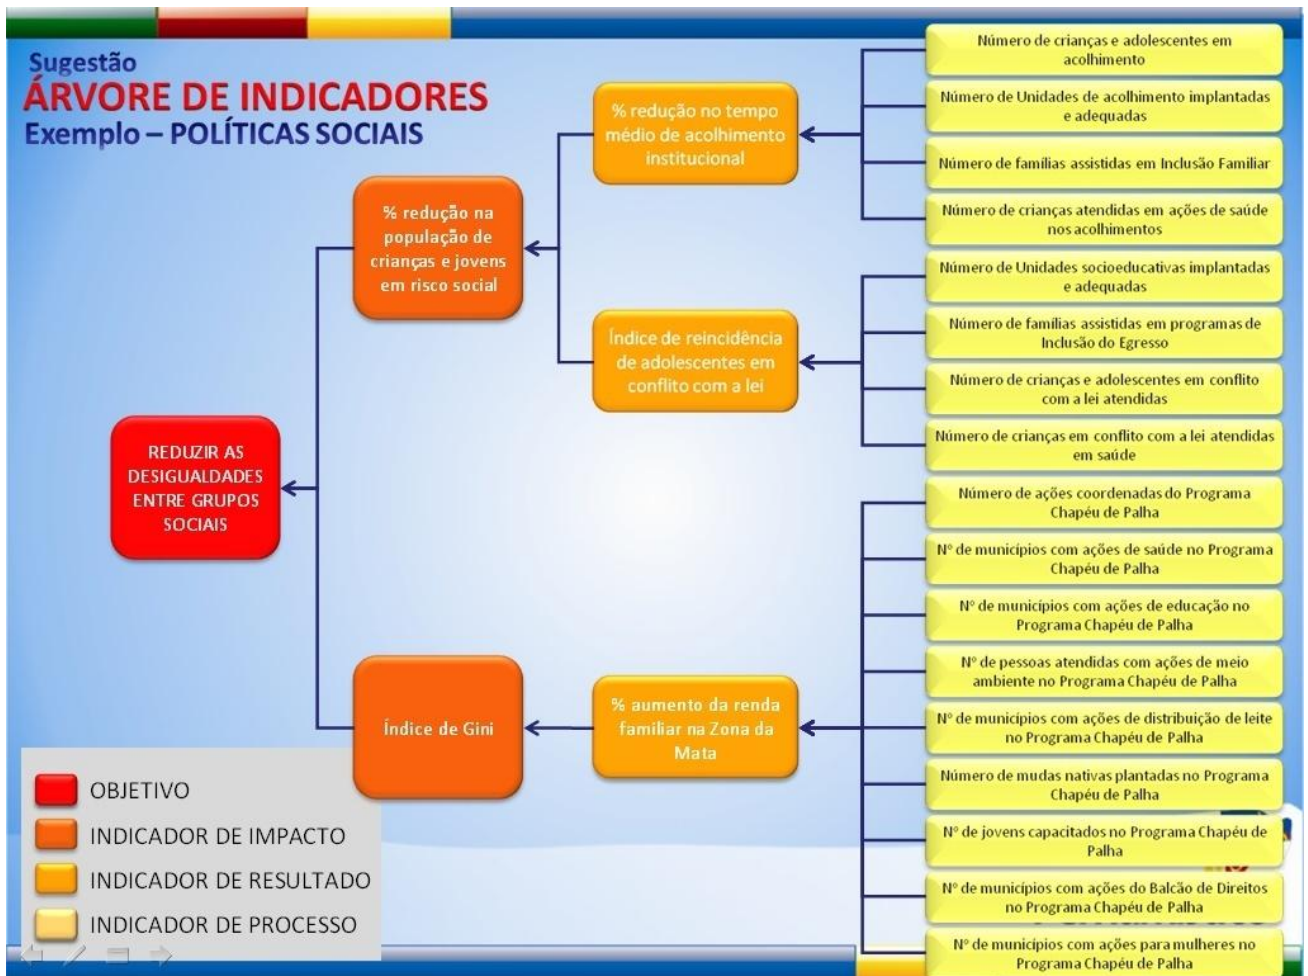 Sugestão
ÁRVORE DE INDICADORES
Exemplo – POLÍTICAS SOCIAIS
REDUZIR AS
DESIGUALDADES
ENTRE GRUPOS
SOCIAIS
% redução na
população de
crianças e jovens
em risco social
Índice de Gini
% redução no tempo
médio de acolhimento
institucional
Índice de reincidência
de adolescentes em
conflito com a lei
% aumento da renda
familiar na Zona da
Mata
Número de crianças e adolescentes em
acolhimento
Número de Unidades de acolhimento implantadas
e adequadas
Número de famílias assistidas em Inclusão Familiar
Número de crianças atendidas em ações de saúde
nos acolhimentos
Número de Unidades socioeducativas implantadas
e adequadas
Número de famílias assistidas em programas de
Inclusão do Egresso
Número de crianças e adolescentes em conflito
com a lei atendidas
Número de crianças em conflito com a lei atendidas
em saúde
Número de ações coordenadas do Programa
Chapéu de Palha
Nº de municípios com ações de saúde no Programa
Chapéu de Palha
Nº de municípios com ações de educação no
Programa Chapéu de Palha
Nº de pessoas atendidas com ações de meio
ambiente no Programa Chapéu de Palha
Nº de municípios com ações de distribuição de leite
no Programa Chapéu de Palha
Número de mudas nativas plantadas no Programa
Chapéu de Palha
Nº de jovens capacitados no Programa Chapéu de
Palha
Nº de municípios com ações do Balcão de Direitos
no Programa Chapéu de Palha
Nº de municípios com ações para mulheres no
Programa Chapéu de Palha
OBJETIVO
INDICADOR DE IMPACTO
INDICADOR DE RESULTADO
INDICADOR DE PROCESSO